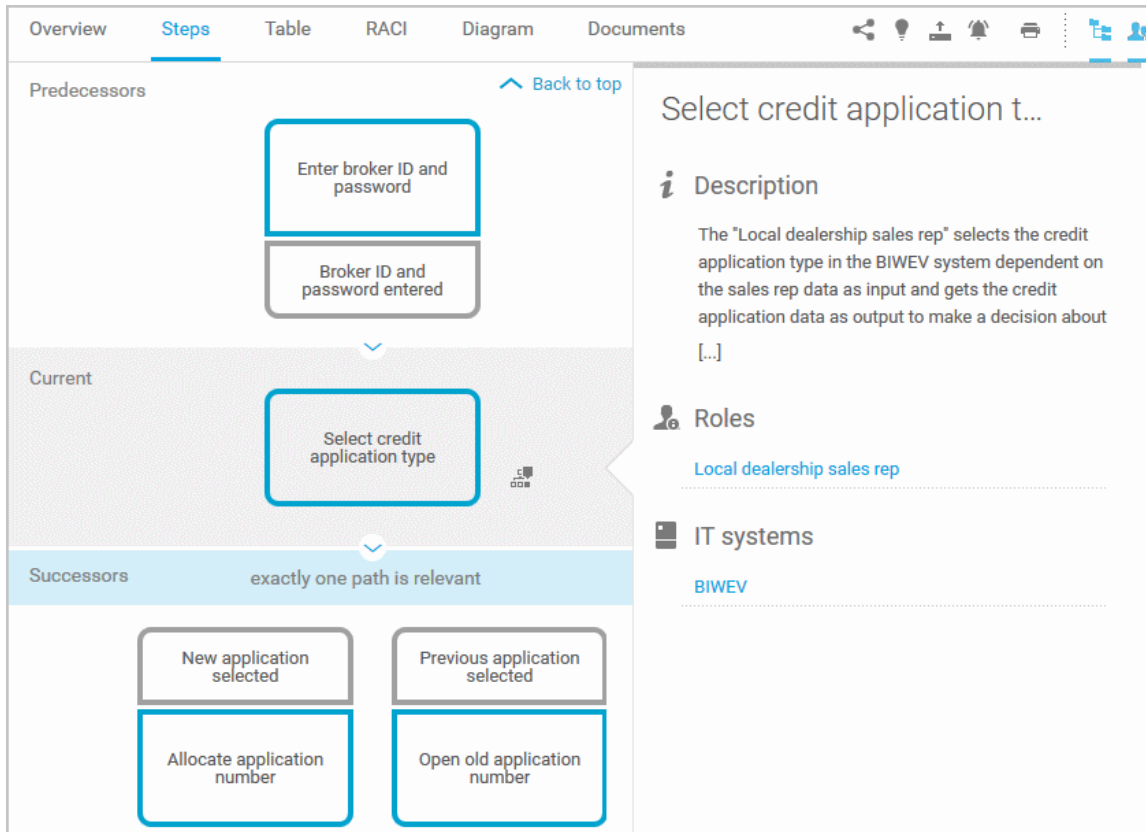 Overview Steps Table RACI Diagram Documents
Predecessors
Back to top
Enter broker ID and
password
Broker ID and
password entered
Current
Select credit
application type
Successors
exactly one path is relevant
New application
selected
Previous application
selected
Allocate application
number
Open old application
number
Select credit application t...
Description
The "Local dealership sales rep" selects the credit
application type in the BIWEV system dependent on
the sales rep data as input and gets the credit
application data as output to make a decision about
[...]
Roles
Local dealership sales rep
IT systems
BIWEV